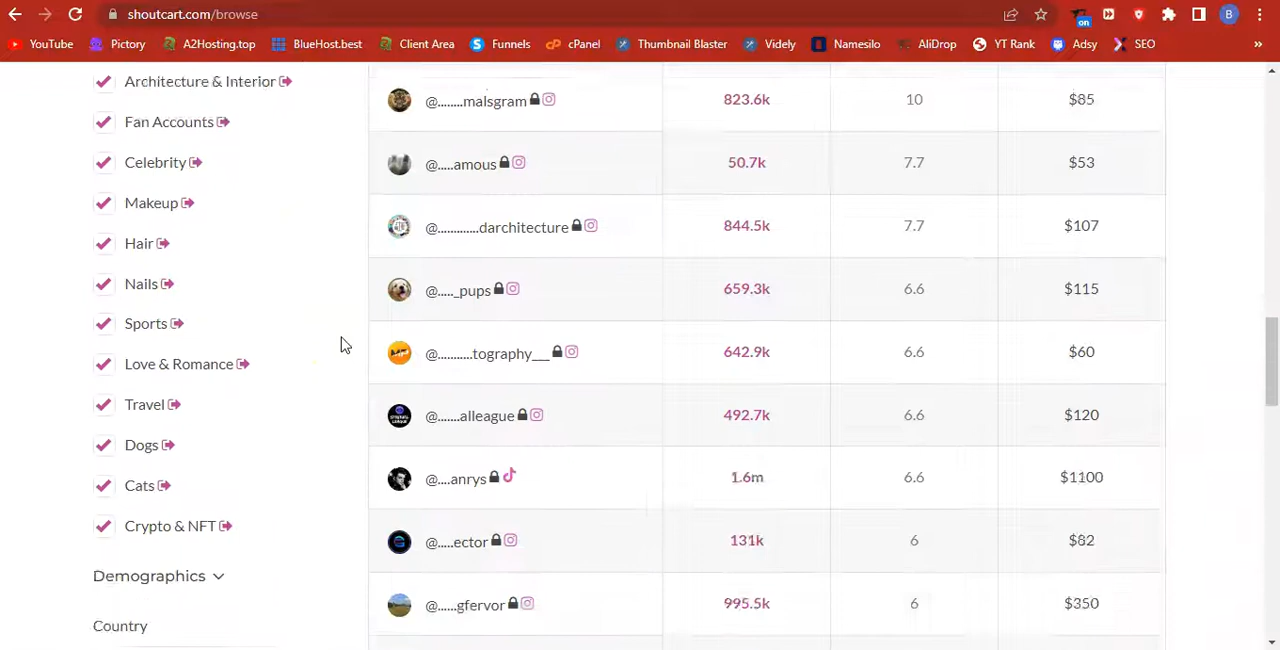 shoutcart.com/browse
on
B
YouTube Pictory A2Hosting.top BlueHost.best Client Area Funnels cPanel Thumbnail Blaster Videly Namesilo AliDrop YT Rank Adsy SEO »
Architecture & Interior
Fan Accounts
Celebrity
Makeup
Hair
Nails
Sports
Love & Romance
Travel
Dogs
Cats
Crypto & NFT
Demographics
Country
@........malsgram 823.6k 10 $85
@.....amous 50.7k 7.7 $53
@............darchitecture 844.5k 7.7 $107
@....._pups 659.3k 6.6 $115
@...........tography___ 642.9k 6.6 $60
@......alleague 492.7k 6.6 $120
@....anrys 1.6m 6.6 $1100
@.....ector 131k 6 $82
@......gfervor 995.5k 6 $350